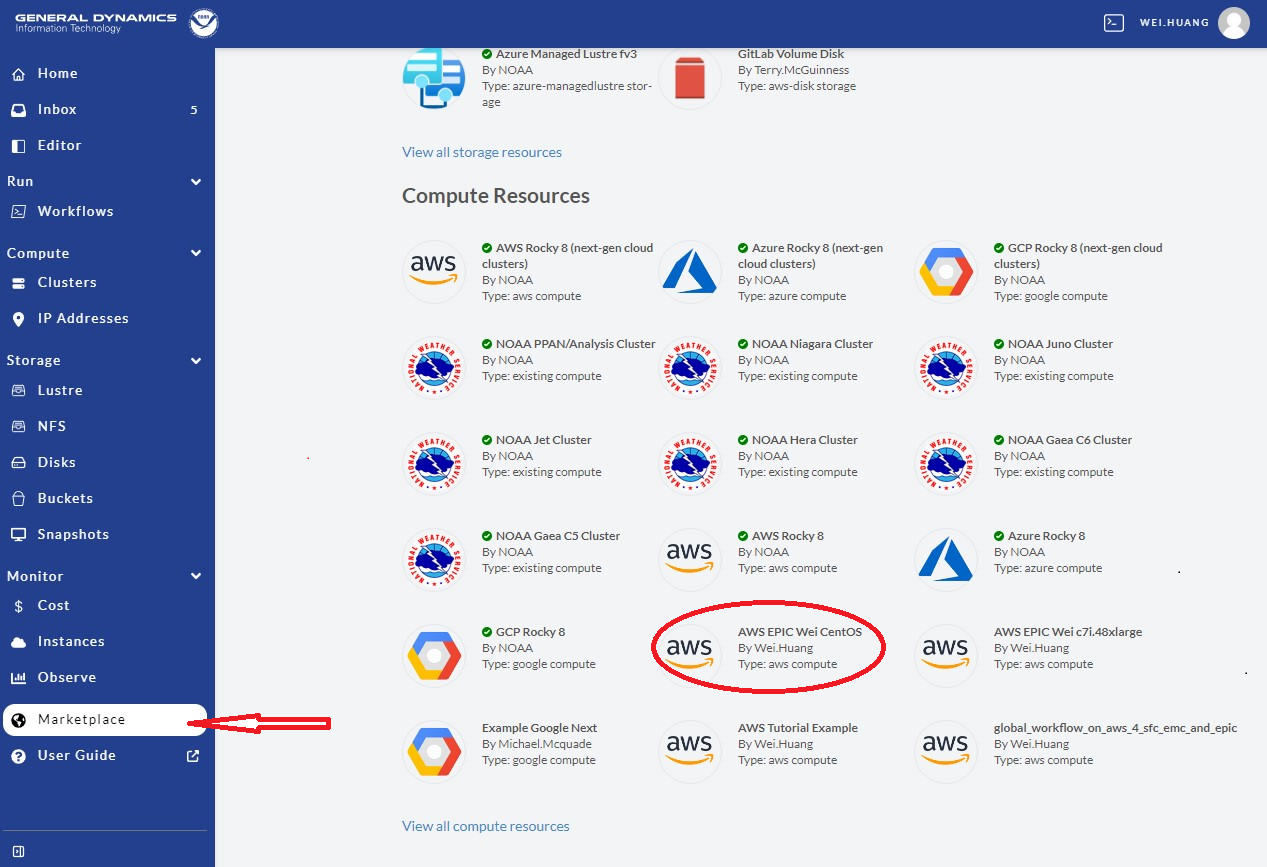 GENERAL DYNAMICS
Information Technology
NOAA
WEI.HUANG
Home
Inbox 5
Editor
Run
Workflows
Compute
Clusters
IP Addresses
Storage
Lustre
NFS
Disks
Buckets
Snapshots
Monitor
$ Cost
Instances
Observe
Marketplace
User Guide
Azure Managed Lustre fv3
By NOAA
Type: azure-managedlustre stor-
age
GitLab Volume Disk
By Terry.McGuinness
Type: aws-disk storage
View all storage resources
Compute Resources
aws
AWS Rocky 8 (next-gen cloud
clusters)
By NOAA
Type: aws compute
Azure Rocky 8 (next-gen
cloud clusters)
By NOAA
Type: azure compute
GCP Rocky 8 (next-gen cloud
clusters)
By NOAA
Type: google compute
NATIONAL WEATHER SERVICE
NOAA PPAN/Analysis Cluster
By NOAA
Type: existing compute
NATIONAL WEATHER SERVICE
NOAA Niagara Cluster
By NOAA
Type: existing compute
NATIONAL WEATHER SERVICE
NOAA Juno Cluster
By NOAA
Type: existing compute
NATIONAL WEATHER SERVICE
NOAA Jet Cluster
By NOAA
Type: existing compute
NATIONAL WEATHER SERVICE
NOAA Hera Cluster
By NOAA
Type: existing compute
NATIONAL WEATHER SERVICE
NOAA Gaea C6 Cluster
By NOAA
Type: existing compute
NATIONAL WEATHER SERVICE
NOAA Gaea C5 Cluster
By NOAA
Type: existing compute
aws
AWS Rocky 8
By NOAA
Type: aws compute
Azure Rocky 8
By NOAA
Type: azure compute
GCP Rocky 8
By NOAA
Type: google compute
aws
AWS EPIC Wei CentOS
By Wei.Huang
Type: aws compute
aws
AWS EPIC Wei c7i.48xlarge
By Wei.Huang
Type: aws compute
Example Google Next
By Michael.Mcquade
Type: google compute
aws
AWS Tutorial Example
By Wei.Huang
Type: aws compute
aws
global_workflow_on_aws_4_sfc_emc_and_epic
By Wei.Huang
Type: aws compute
View all compute resources